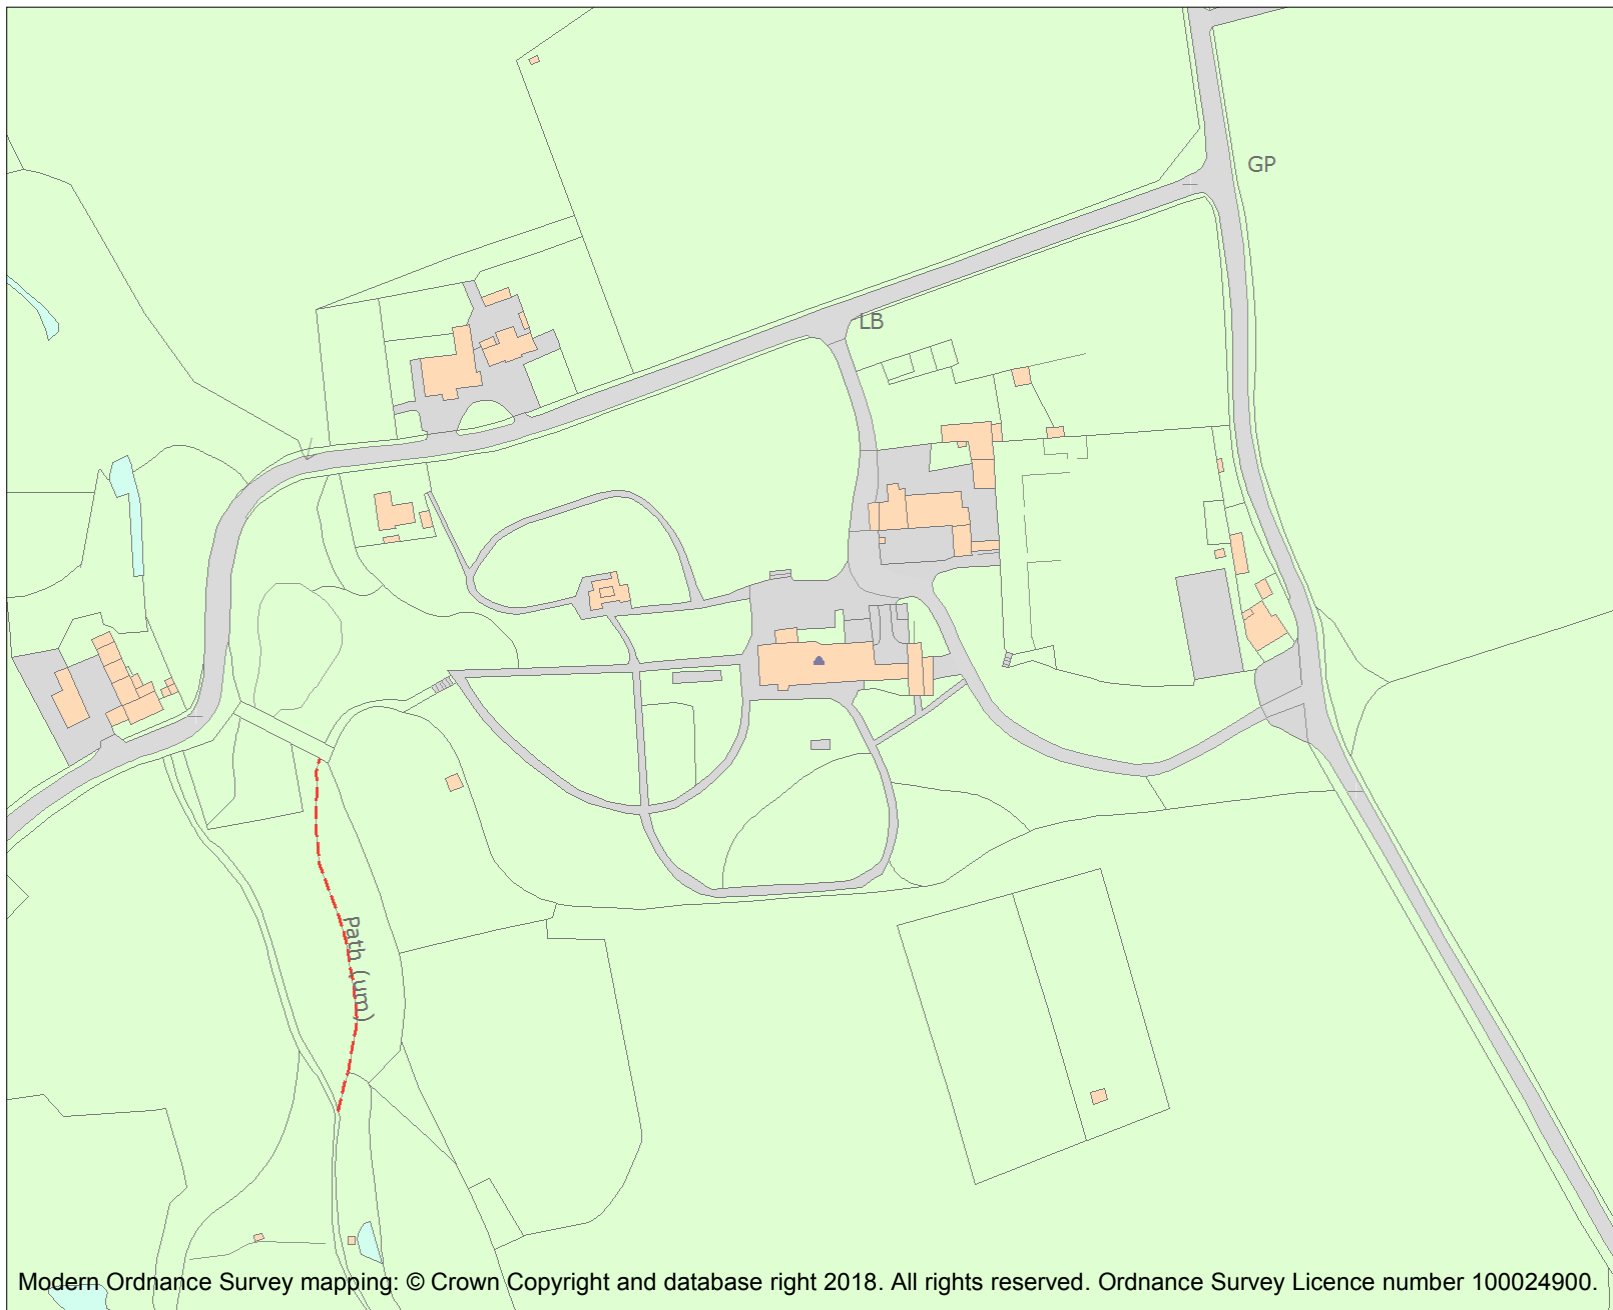 GP
LB
Path (um)
Modern Ordnance Survey mapping: © Crown Copyright and database right 2018. All rights reserved. Ordnance Survey Licence number 100024900.